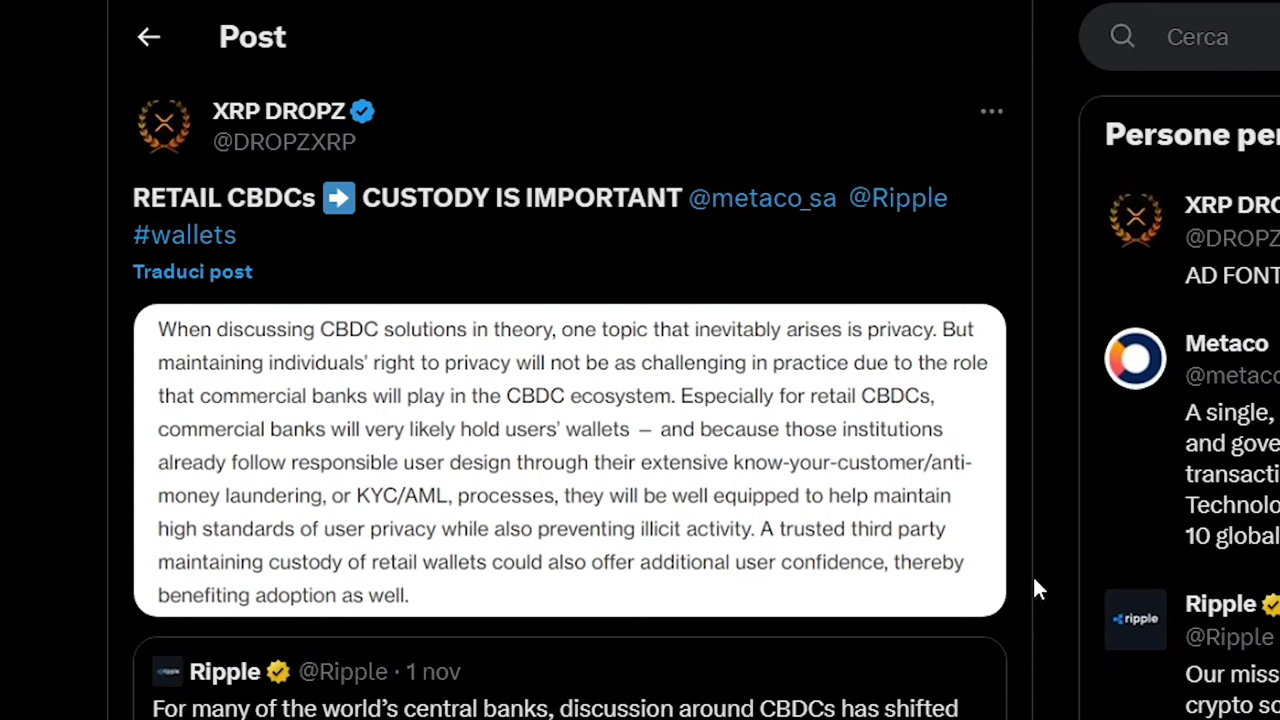 Post
XRP DROPZ
@DROPZXRP
RETAIL CBDCs ➡ CUSTODY IS IMPORTANT @metaco_sa @Ripple
#wallets
Traduci post
When discussing CBDC solutions in theory, one topic that inevitably arises is privacy. But
maintaining individuals' right to privacy will not be as challenging in practice due to the role
that commercial banks will play in the CBDC ecosystem. Especially for retail CBDCs,
commercial banks will very likely hold users' wallets – and because those institutions
already follow responsible user design through their extensive know-your-customer/anti-
money laundering, or KYC/AML, processes, they will be well equipped to help maintain
high standards of user privacy while also preventing illicit activity. A trusted third party
maintaining custody of retail wallets could also offer additional user confidence, thereby
benefiting adoption as well.
Ripple @Ripple · 1 nov
For many of the world's central banks, discussion around CBDCs has shifted
Cerca
Persone per
XRP DRO
@DROPZ
AD FONT
Metaco
@metaco
A single,
and gove
transacti
Technolo
10 global
ripple
Ripple
@Ripple
Our miss
crypto so